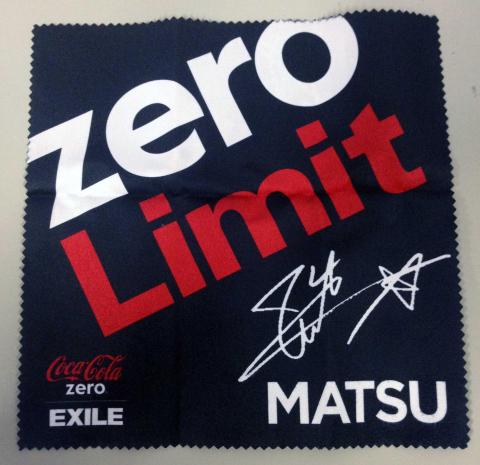 zero
Limit
Coca-Cola
zero
EXILE
MATSU